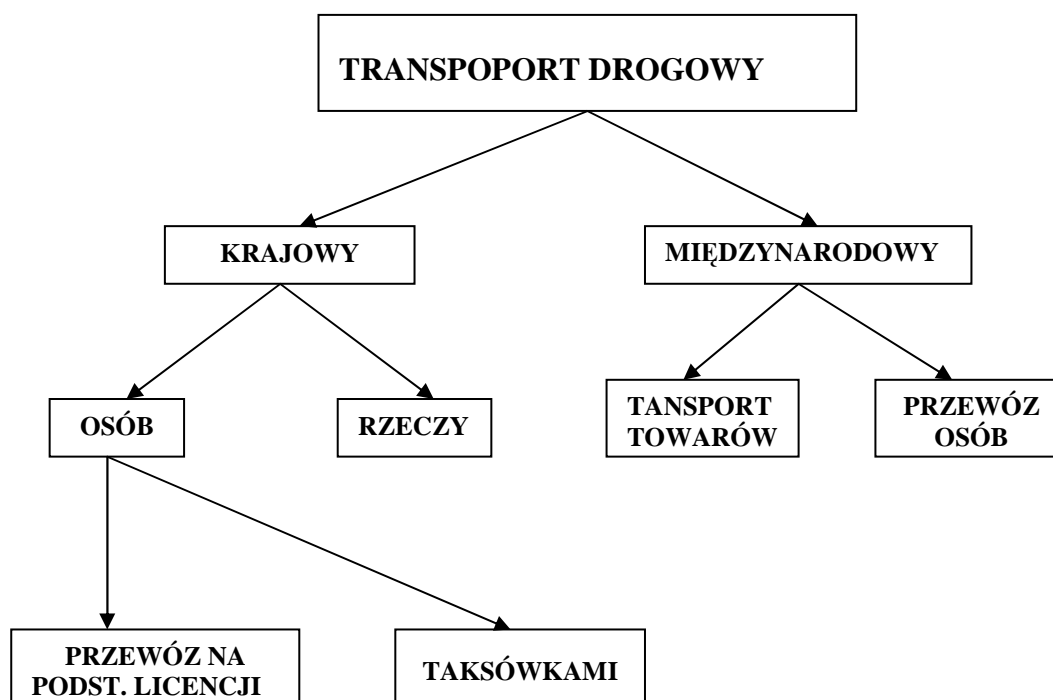 TRANSPOPORT DROGOWY
KRAJOWY
MIĘDZYNARODOWY
OSÓB
RZECZY
TANSPORT
TOWARÓW
PRZEWÓZ
OSÓB
PRZEWÓZ NA
PODST. LICENCJI
TAKSÓWKAMI